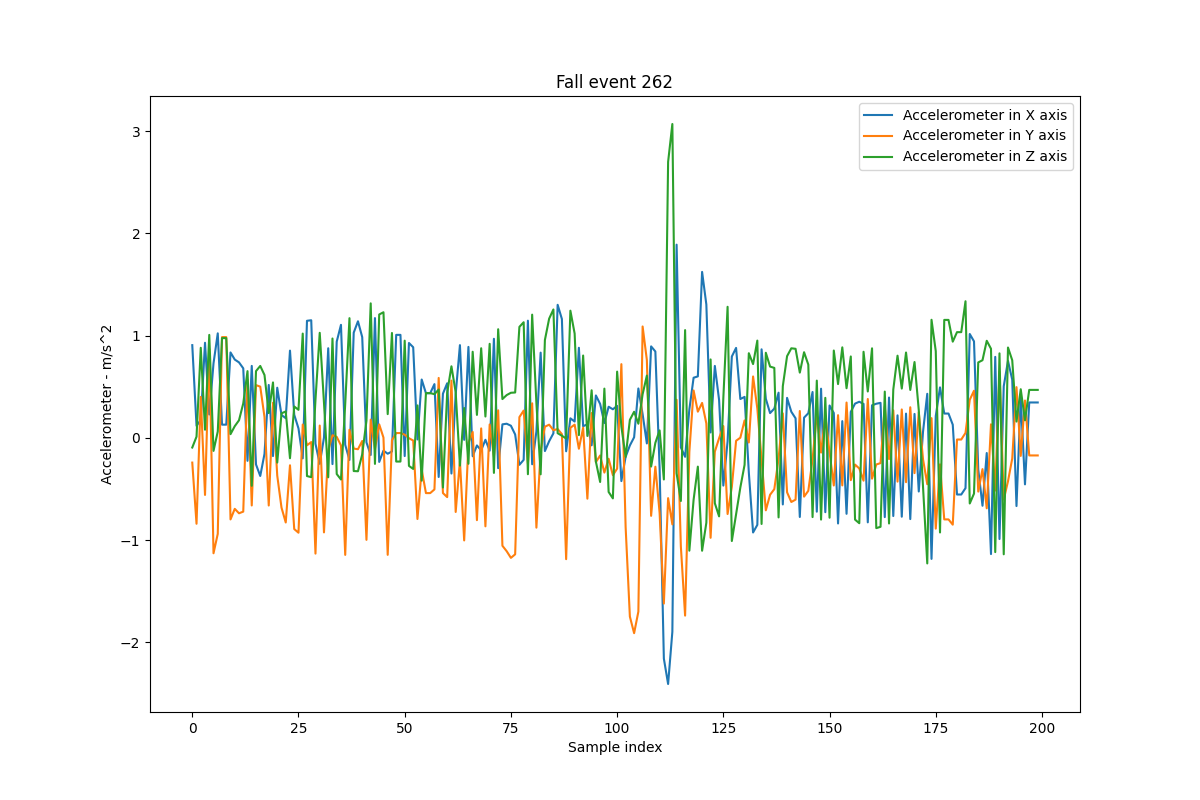 Fall event 262
Accelerometer in X axis
Accelerometer in Y axis
Accelerometer in Z axis
3
2
1
0
−1
−2
Accelerometer - m/s^2
0 25 50 75 100 125 150 175 200
Sample index